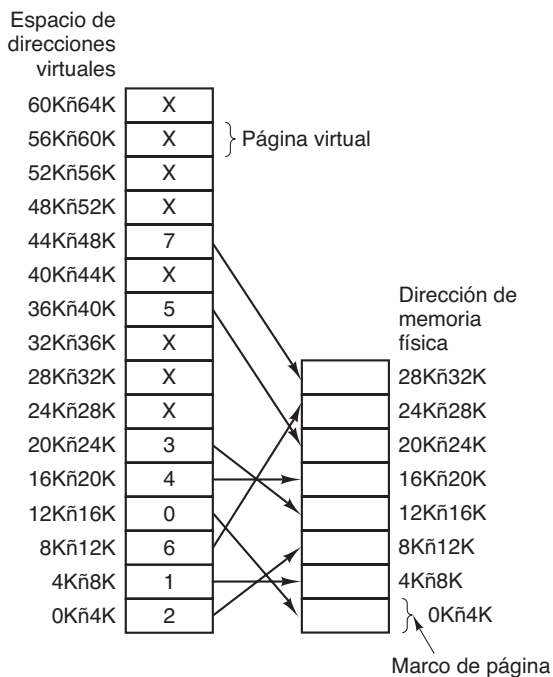 Espacio de
direcciones
virtuales
60Kñ64K X
56Kñ60K X Página virtual
52Kñ56K X
48Kñ52K X
44Kñ48K 7
40Kñ44K X
36Kñ40K 5
32Kñ36K X
28Kñ32K X
24Kñ28K X
20Kñ24K 3
16Kñ20K 4
12Kñ16K 0
8Kñ12K 6
4Kñ8K 1
0Kñ4K 2
Dirección de
memoria
física
28Kñ32K
24Kñ28K
20Kñ24K
16Kñ20K
12Kñ16K
8Kñ12K
4Kñ8K
0Kñ4K
Marco de página